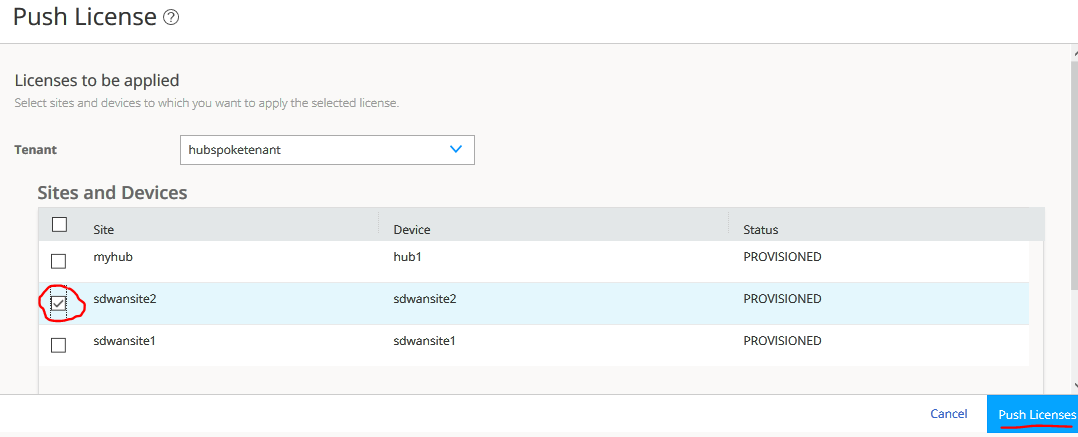 Push License ?
Licenses to be applied
Select sites and devices to which you want to apply the selected license.
Tenant hubspoketenant
Sites and Devices
Site Device Status
myhub hub1 PROVISIONED
sdwansite2 sdwansite2 PROVISIONED
sdwansite1 sdwansite1 PROVISIONED
Cancel Push Licenses